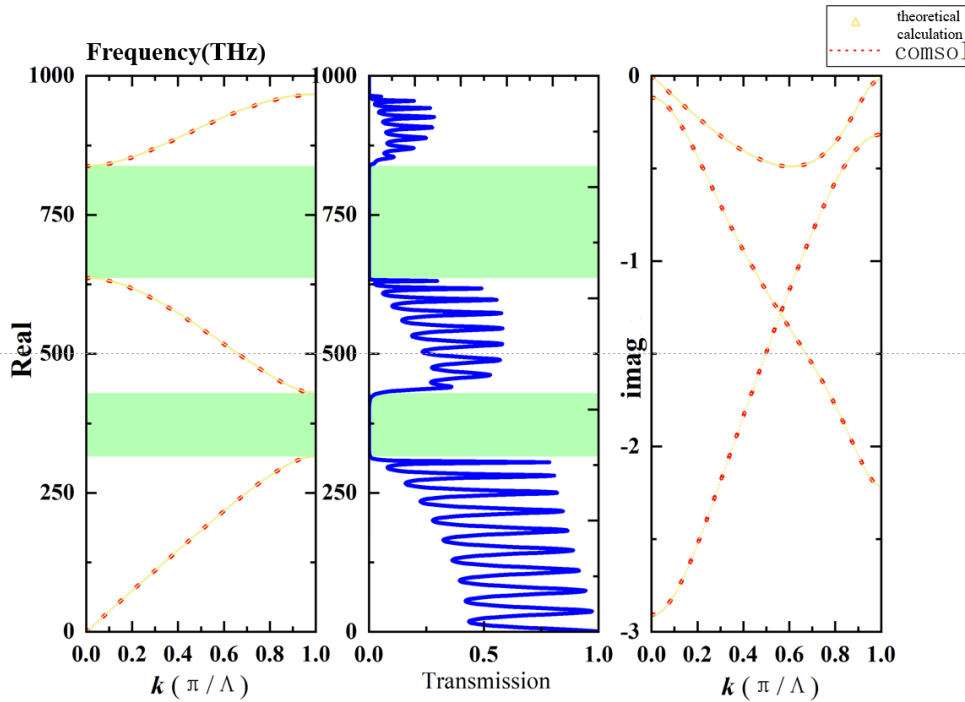 theoretical
calculation
comsol
Frequency(THz)
1000
750
500
250
0
Real
0.0 0.2 0.4 0.6 0.8 1.0
k (π/Λ)
1000
750
500
250
0
0.5 1.0
Transmission
0
-1
-2
-3
imag
0.0 0.2 0.4 0.6 0.8 1.0
k (π/Λ)